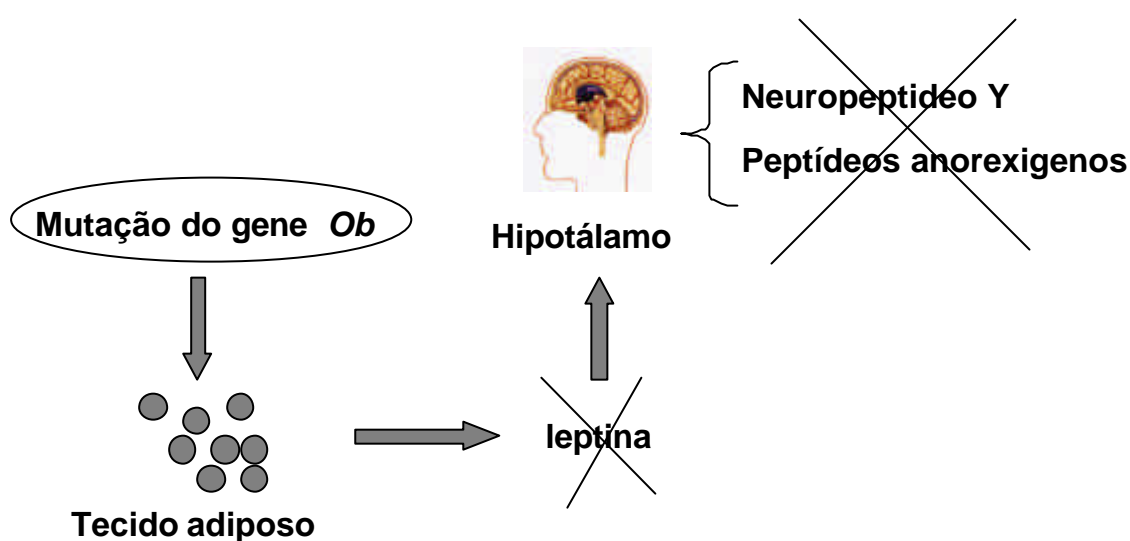 Neuropeptideo Y
Peptídeos anorexigenos
Mutação do gene Ob
Hipotálamo
leptina
Tecido adiposo